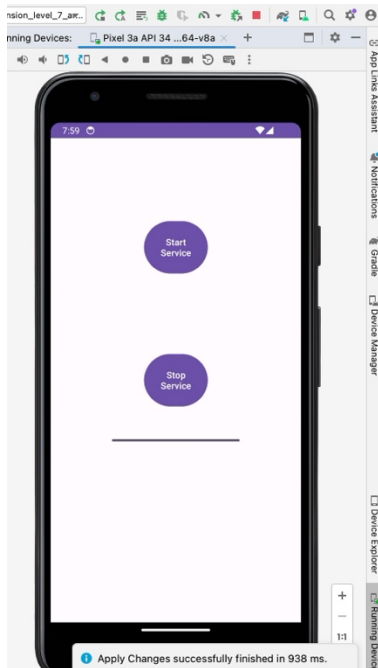 nsion_level_7_
nning Devices:
Pixel 3a API 34 ...64-v8a
7:59
Start
Service
Stop
Service
1:1
Apply Changes successfully finished in 938 ms.
App Links Assistant
Notifications
Gradle
Device Manager
Device Explorer
Running Devic